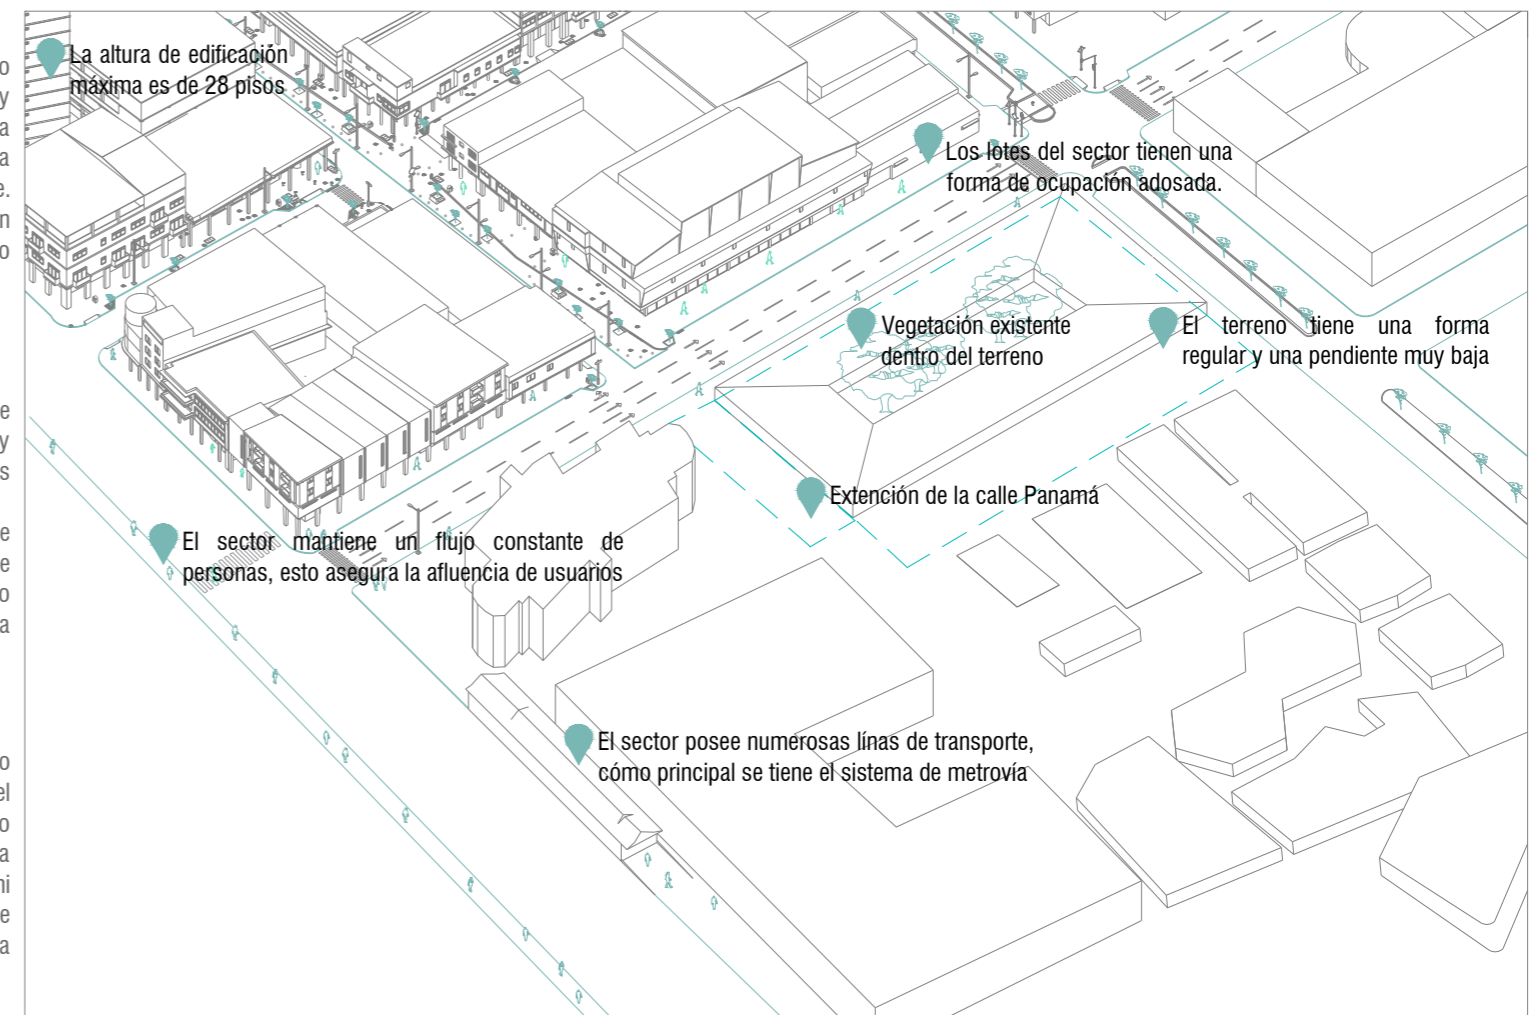 La altura de edificación
máxima es de 28 pisos
Los lotes del sector tienen una
forma de ocupación adosada.
Vegetación existente
dentro del terreno
El terreno tiene una forma
regular y una pendiente muy baja
Extención de la calle Panamá
El sector mantiene un flujo constante de
personas, esto asegura la afluencia de usuarios
El sector posee numerosas línas de transporte,
cómo principal se tiene el sistema de metrovía